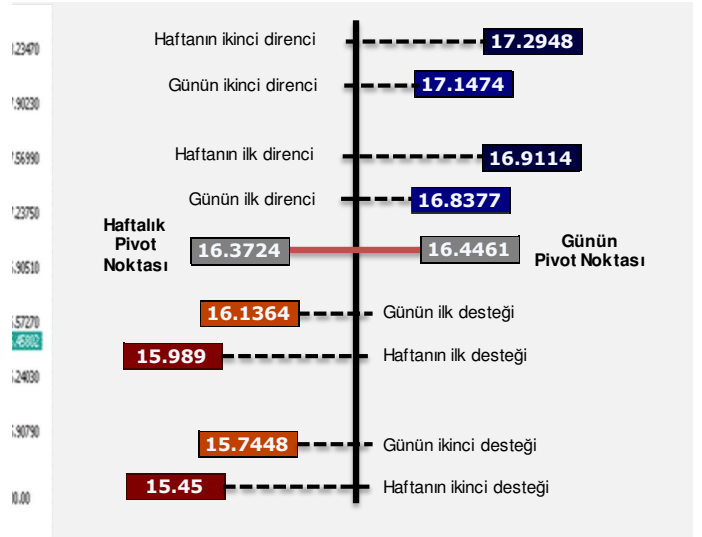 Haftanın ikinci direnci
17.2948
Günün ikinci direnci
17.1474
Haftanın ilk direnci
16.9114
Günün ilk direnci
16.8377
Haftalık
Pivot
Noktası
16.3724
16.4461
Günün
Pivot Noktası
16.1364
Günün ilk desteği
15.989
Haftanın ilk desteği
15.7448
Günün ikinci desteği
15.45
Haftanın ikinci desteği